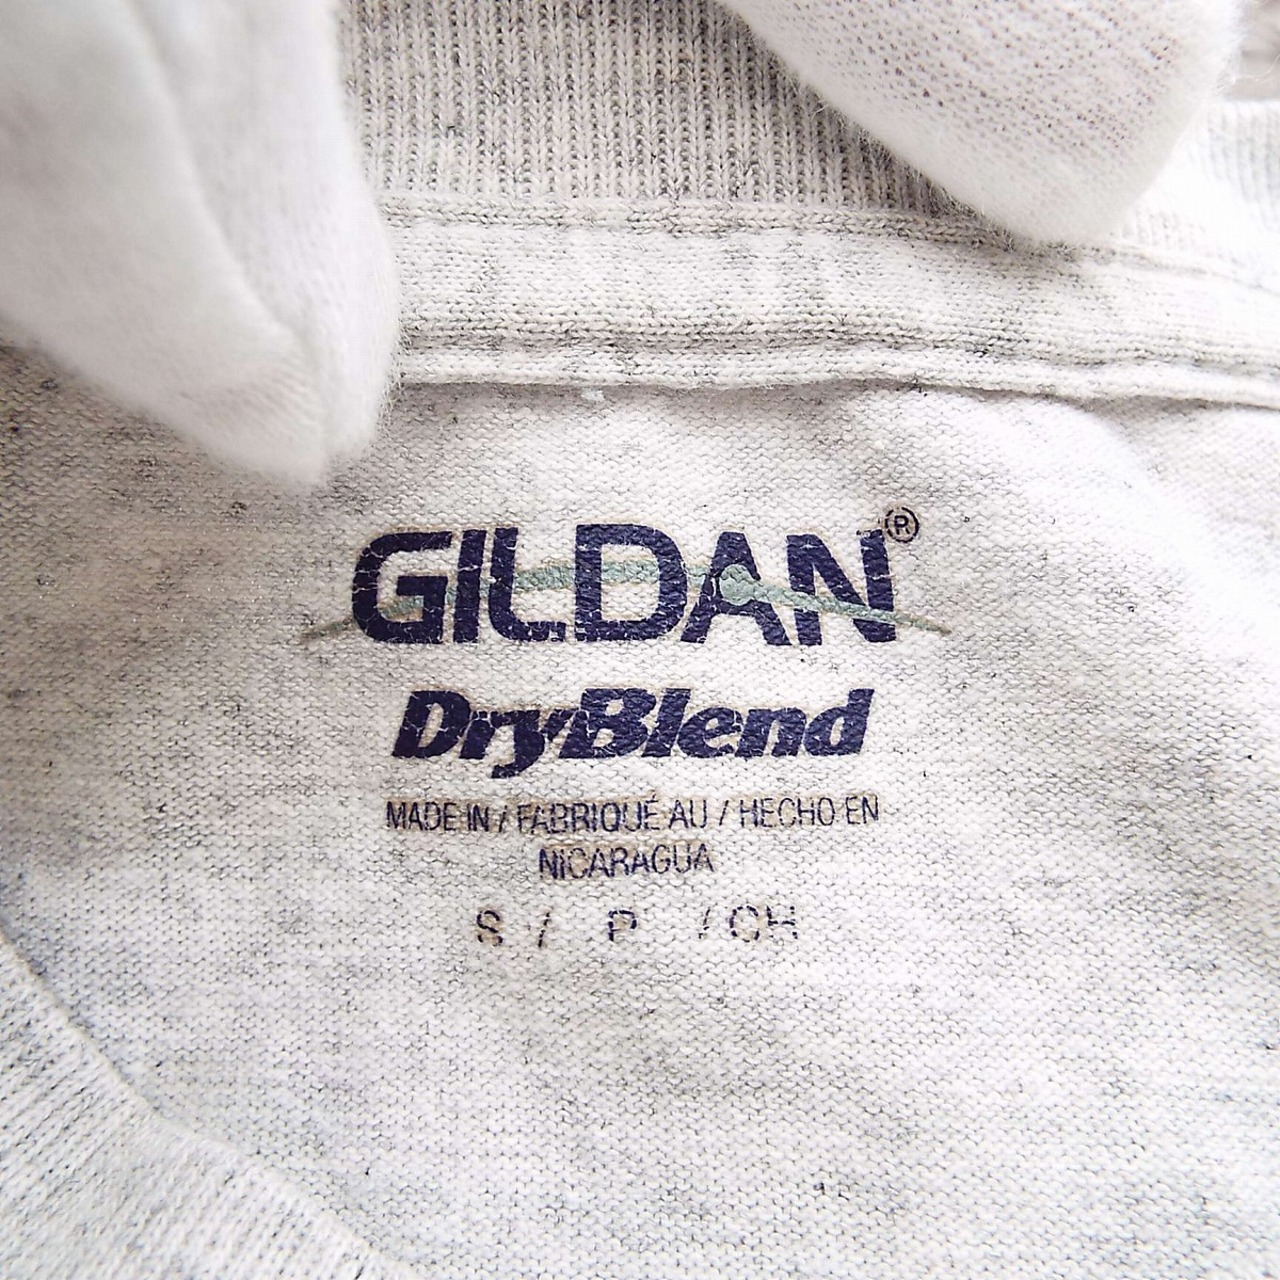 GILDAN®
DryBlend
MADE IN / FABRIQUÉ AU / HECHO EN
NICARAGUA
S / P / CH